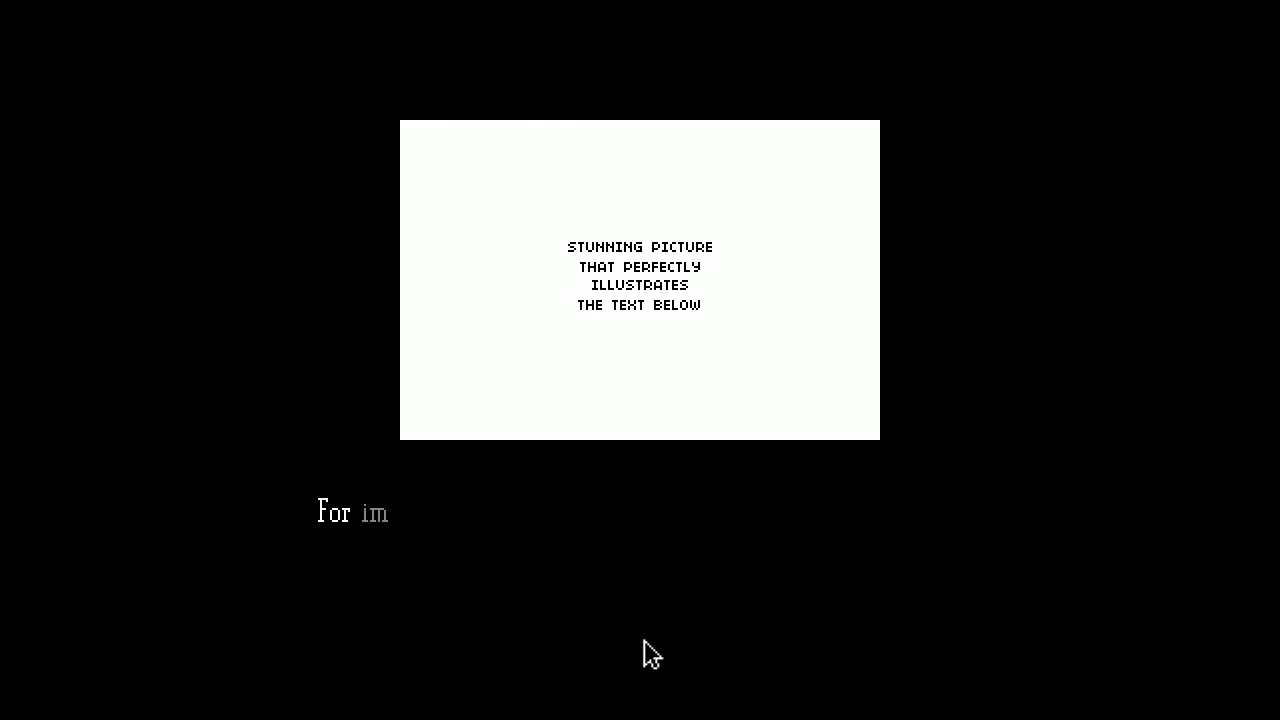 STUNNING PICTURE
THAT PERFECTLY
ILLUSTRATES
THE TEXT BELOW
For im